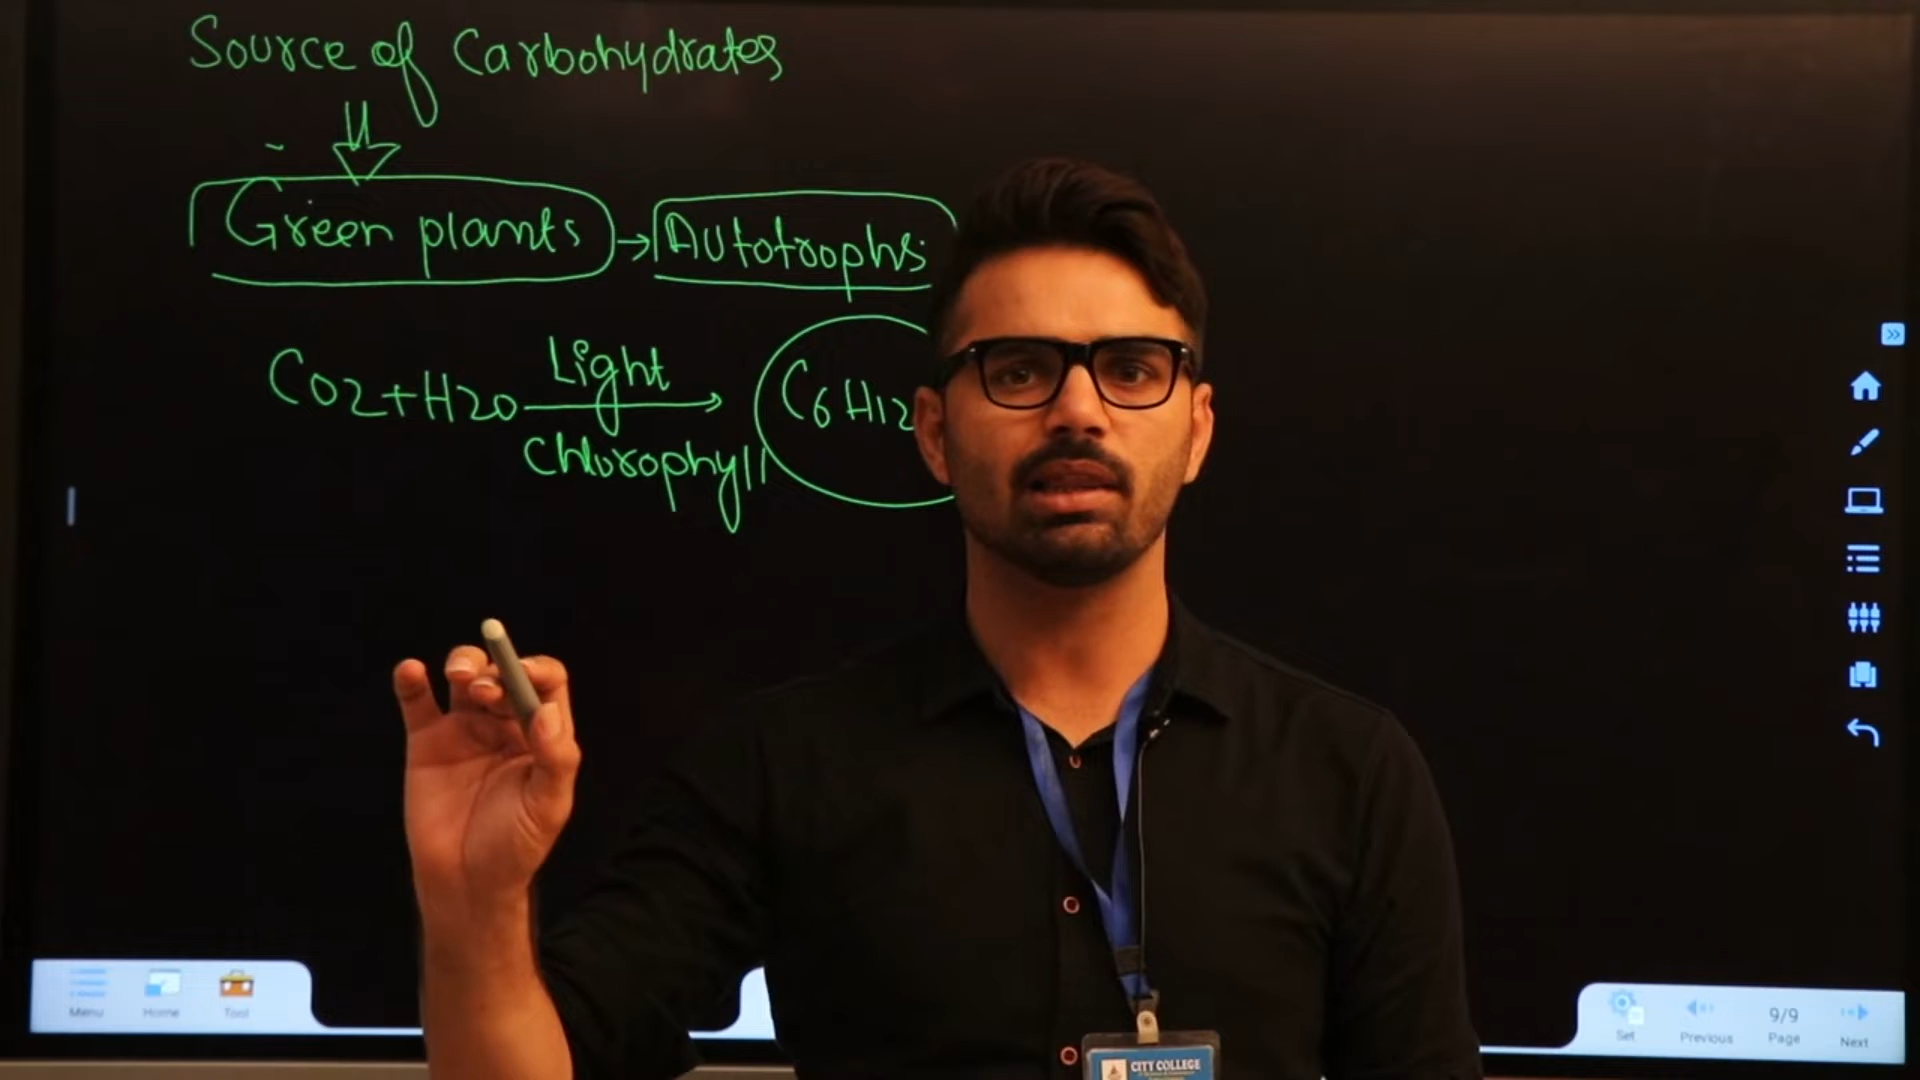 Source of Carbohydrates
Green plants → Autotrophs
Light
CO2+H2O → C6H12
Chlorophyll
Menu Home Tool
Set Previous 9/9 Page Next
CITY COLLEGE